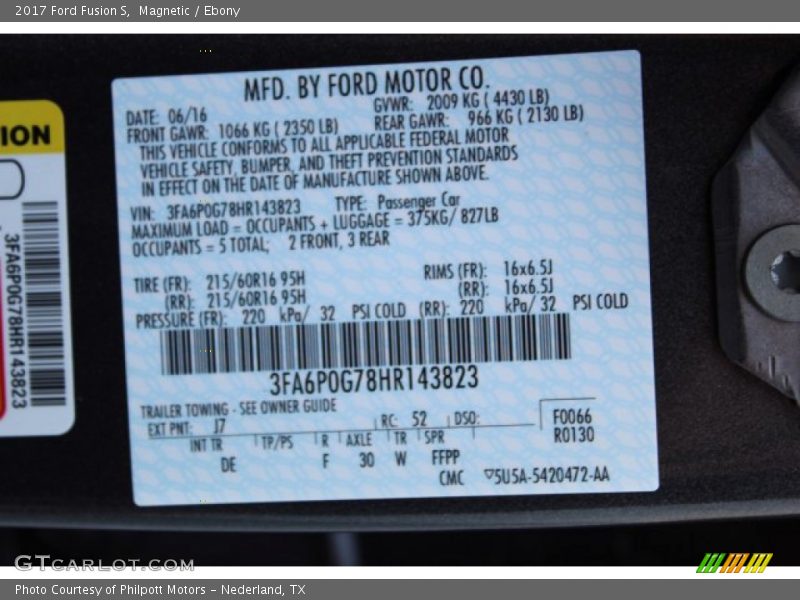 2017 Ford Fusion S,  Magnetic / Ebony
ION
3FA6P0G78HR143823
MFD. BY FORD MOTOR CO.
DATE: 06/16 GVWR: 2009 KG ( 4430 LB)
FRONT GAWR: 1066 KG ( 2350 LB) REAR GAWR: 966 KG ( 2130 LB)
THIS VEHICLE CONFORMS TO ALL APPLICABLE FEDERAL MOTOR
VEHICLE SAFETY, BUMPER, AND THEFT PREVENTION STANDARDS
IN EFFECT ON THE DATE OF MANUFACTURE SHOWN ABOVE.
VIN: 3FA6P0G78HR143823 TYPE: Passenger Car
MAXIMUM LOAD = OCCUPANTS + LUGGAGE = 375KG/ 827LB
OCCUPANTS = 5 TOTAL; 2 FRONT, 3 REAR
TIRE (FR): 215/60R16 95H RIMS (FR): 16x6.5J
(RR): 215/60R16 95H (RR): 16x6.5J
PRESSURE (FR): 220 kPa/ 32 PSI COLD (RR): 220 kPa/ 32 PSI COLD
3FA6P0G78HR143823
TRAILER TOWING - SEE OWNER GUIDE
EXT PNT: J7 RC: 52 DSO: F0066
INT TR TP/PS R AXLE TR SPR R0130
DE F 30 W FFPP
CMC ▽5U5A-5420472-AA
GTCARLOT.COM
Photo Courtesy of Philpott Motors - Nederland, TX